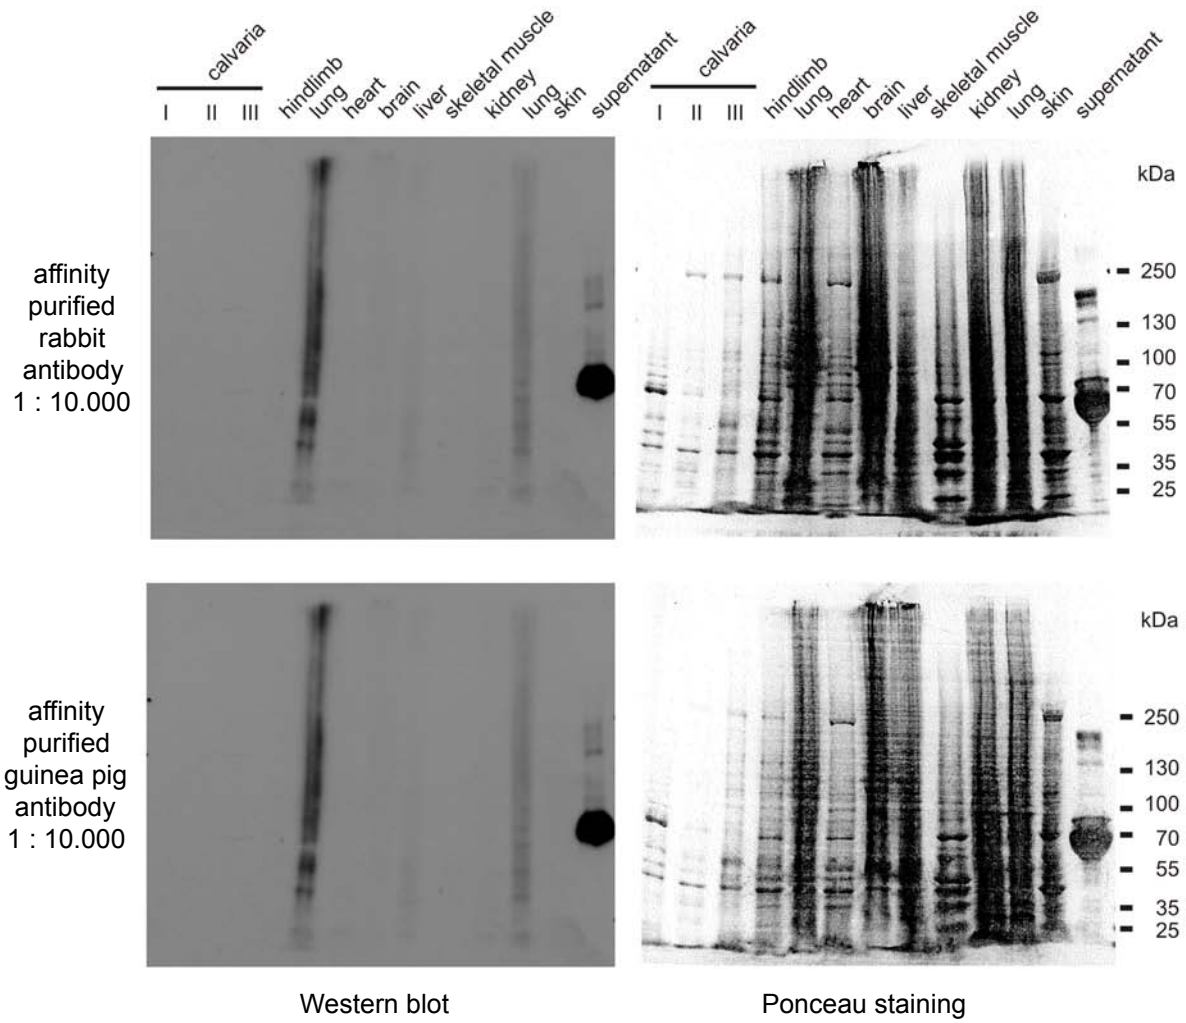 calvaria
I II III hindlimb lung heart brain liver skeletal muscle kidney lung skin supernatant
calvaria
I II III hindlimb lung heart brain liver skeletal muscle kidney lung skin supernatant
affinity
purified
rabbit
antibody
1 : 10.000
kDa
250
130
100
70
55
35
25
affinity
purified
guinea pig
antibody
1 : 10.000
kDa
250
130
100
70
55
35
25
Western blot
Ponceau staining